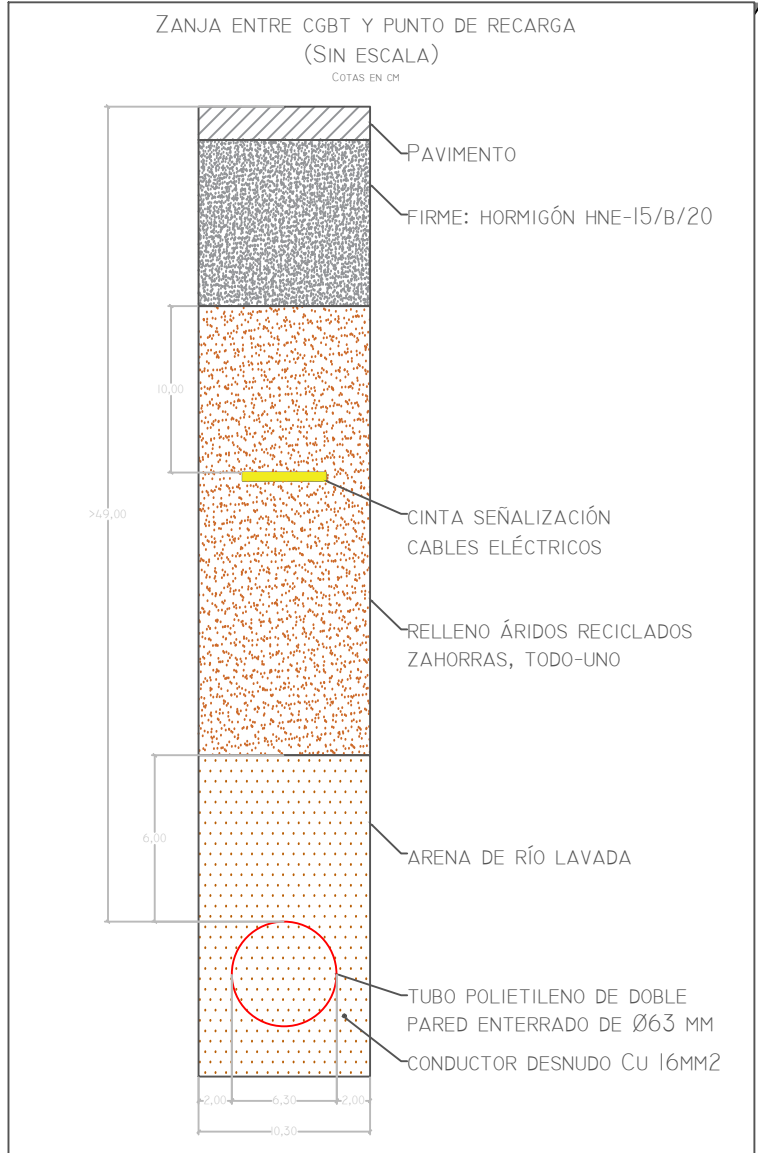 ZANJA ENTRE CGBT Y PUNTO DE RECARGA
(SIN ESCALA)
COTAS EN CM
PAVIMENTO
FIRME: HORMIGÓN HNE-15/B/20
10,00
>49,00
CINTA SEÑALIZACIÓN
CABLES ELÉCTRICOS
RELLENO ÁRIDOS RECICLADOS
ZAHORRAS, TODO-UNO
6,00
ARENA DE RÍO LAVADA
TUBO POLIETILENO DE DOBLE
PARED ENTERRADO DE Ø63 MM
CONDUCTOR DESNUDO CU 16MM2
2,00 6,30 2,00
10,30